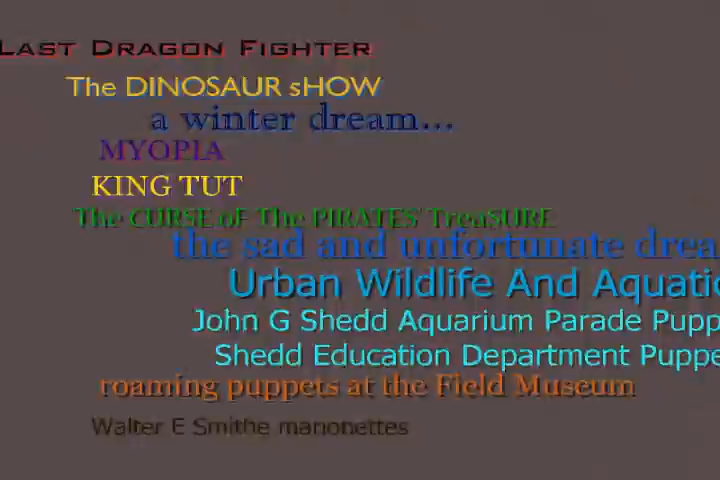 LAST DRAGON FIGHTER
The DINOSAUR sHOW
a winter dream...
MYOPIA
KING TUT
The CURSE oF The PIRATES' TreaSURE
the sad and unfortunate drea
Urban Wildlife And Aquatic
John G Shedd Aquarium Parade Pupp
Shedd Education Department Puppe
roaming puppets at the Field Museum
Walter E Smithe marionettes